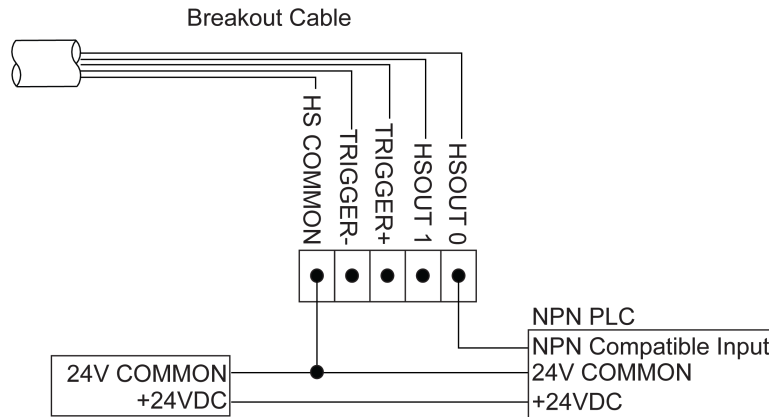 Breakout Cable
HS COMMON
TRIGGER-
TRIGGER+
HSOUT 1
HSOUT 0
NPN PLC
NPN Compatible Input
24V COMMON
24V COMMON
+24VDC
+24VDC